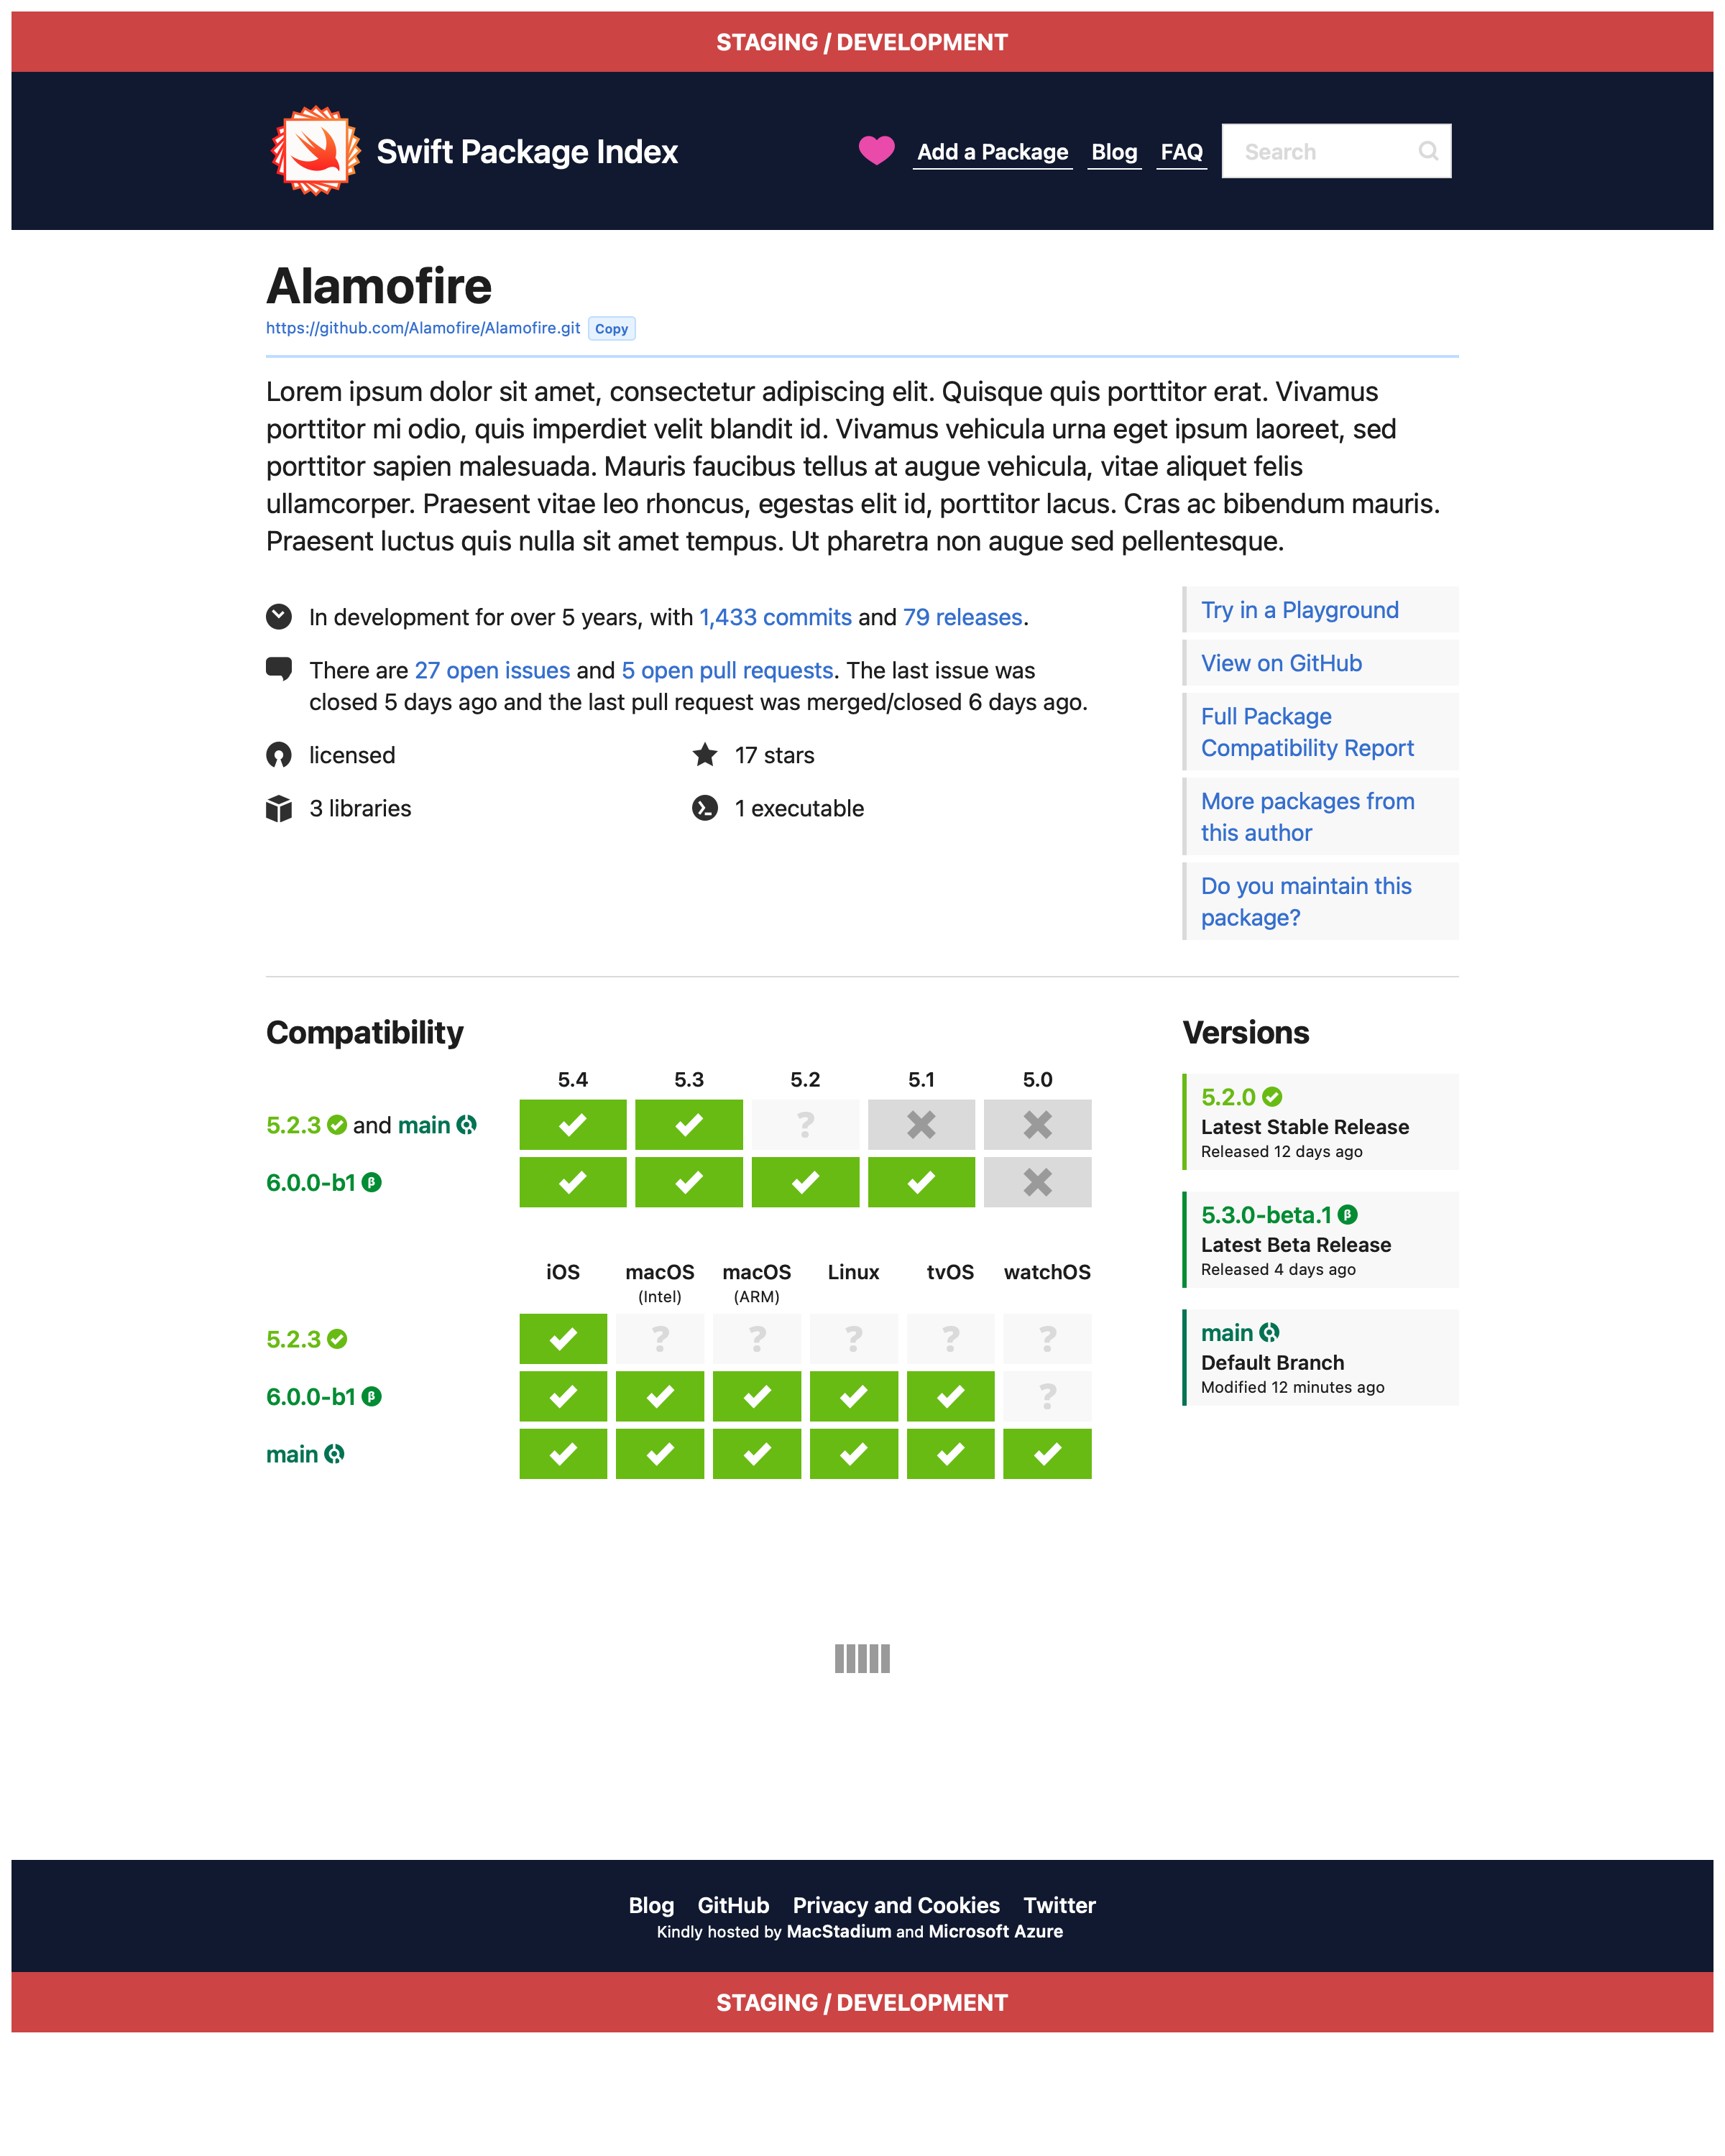 STAGING / DEVELOPMENT
Swift Package Index
Add a Package Blog FAQ Search
Alamofire
https://github.com/Alamofire/Alamofire.git Copy
Lorem ipsum dolor sit amet, consectetur adipiscing elit. Quisque quis porttitor erat. Vivamus
porttitor mi odio, quis imperdiet velit blandit id. Vivamus vehicula urna eget ipsum laoreet, sed
porttitor sapien malesuada. Mauris faucibus tellus at augue vehicula, vitae aliquet felis
ullamcorper. Praesent vitae leo rhoncus, egestas elit id, porttitor lacus. Cras ac bibendum mauris.
Praesent luctus quis nulla sit amet tempus. Ut pharetra non augue sed pellentesque.
In development for over 5 years, with 1,433 commits and 79 releases.
There are 27 open issues and 5 open pull requests. The last issue was
closed 5 days ago and the last pull request was merged/closed 6 days ago.
licensed
17 stars
3 libraries
1 executable
Try in a Playground
View on GitHub
Full Package
Compatibility Report
More packages from
this author
Do you maintain this
package?
Compatibility
5.4 5.3 5.2 5.1 5.0
5.2.3 and main ?
6.0.0-b1 β
iOS macOS macOS Linux tvOS watchOS
(Intel) (ARM)
5.2.3 ? ? ? ? ?
6.0.0-b1 β ?
main
Versions
5.2.0
Latest Stable Release
Released 12 days ago
5.3.0-beta.1 β
Latest Beta Release
Released 4 days ago
main
Default Branch
Modified 12 minutes ago
Blog GitHub Privacy and Cookies Twitter
Kindly hosted by MacStadium and Microsoft Azure
STAGING / DEVELOPMENT